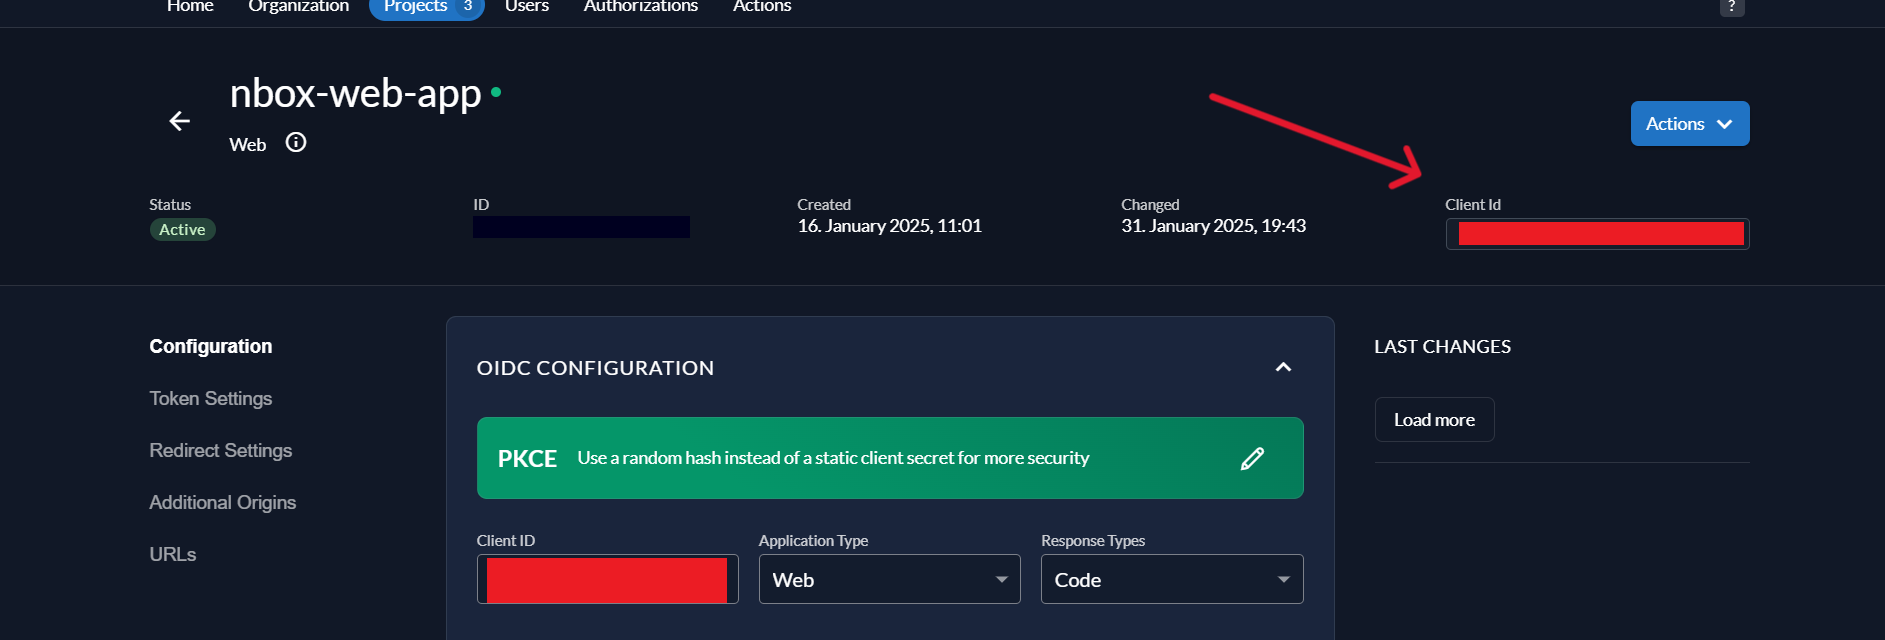 Home Organization Projects 3 Users Authorizations Actions ?
nbox-web-app
Web
Actions
Status
Active
ID
Created
16. January 2025, 11:01
Changed
31. January 2025, 19:43
Client Id
Configuration
Token Settings
Redirect Settings
Additional Origins
URLs
OIDC CONFIGURATION
PKCE Use a random hash instead of a static client secret for more security
Client ID
Application Type
Web
Response Types
Code
LAST CHANGES
Load more